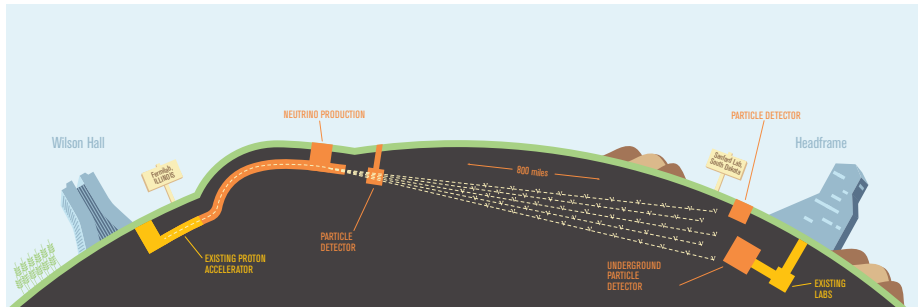 NEUTRINO PRODUCTION
PARTICLE DETECTOR
Wilson Hall
Headframe
Fermilab,
ILLINOIS
Sanford Lab,
South Dakota
800 miles
PARTICLE
DETECTOR
EXISTING PROTON
ACCELERATOR
UNDERGROUND
PARTICLE
DETECTOR
EXISTING
LABS